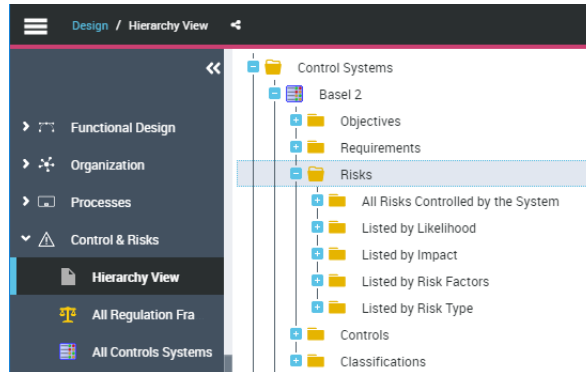 Design / Hierarchy View
Functional Design
Organization
Processes
Control & Risks
Hierarchy View
All Regulation Fra
All Controls Systems
Control Systems
Basel 2
Objectives
Requirements
Risks
All Risks Controlled by the System
Listed by Likelihood
Listed by Impact
Listed by Risk Factors
Listed by Risk Type
Controls
Classifications